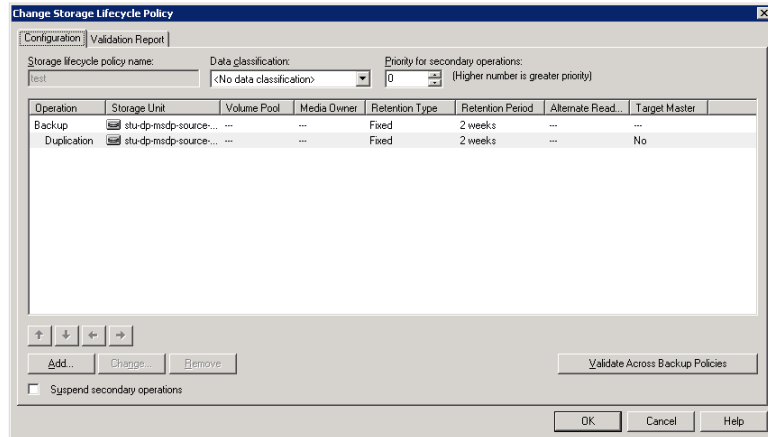 Change Storage Lifecycle Policy
Configuration Validation Report
Storage lifecycle policy name: Data classification: Priority for secondary operations:
test <No data classification> 0 (Higher number is greater priority)
Operation Storage Unit Volume Pool Media Owner Retention Type Retention Period Alternate Read... Target Master
Backup stu-dp-msdp-source-... --- --- Fixed 2 weeks --- ---
Duplication stu-dp-msdp-source-... --- --- Fixed 2 weeks --- No
Add... Change... Remove Validate Across Backup Policies
Suspend secondary operations
OK Cancel Help